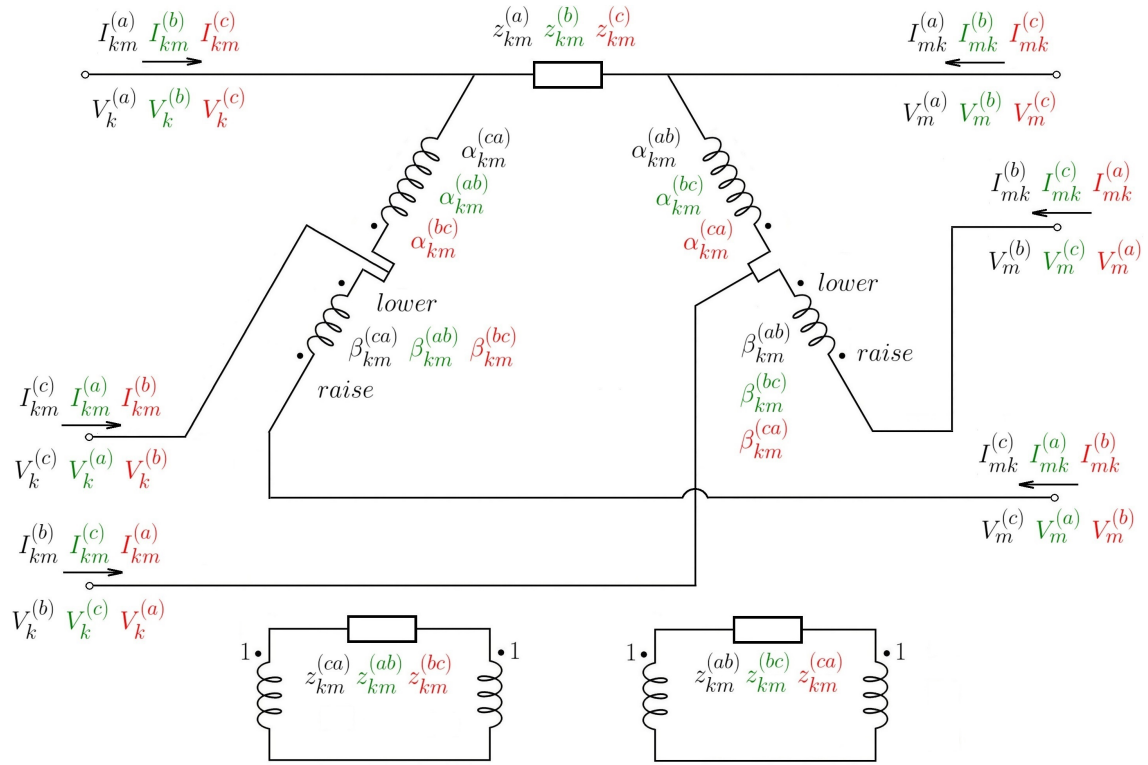 I_{km}^{(a)} I_{km}^{(b)} I_{km}^{(c)}
z_{km}^{(a)} z_{km}^{(b)} z_{km}^{(c)}
I_{mk}^{(a)} I_{mk}^{(b)} I_{mk}^{(c)}
V_k^{(a)} V_k^{(b)} V_k^{(c)}
V_m^{(a)} V_m^{(b)} V_m^{(c)}
α_{km}^{(ca)}
α_{km}^{(ab)}
α_{km}^{(bc)}
α_{km}^{(ab)}
α_{km}^{(bc)}
α_{km}^{(ca)}
I_{mk}^{(b)} I_{mk}^{(c)} I_{mk}^{(a)}
V_m^{(b)} V_m^{(c)} V_m^{(a)}
lower
β_{km}^{(ca)} β_{km}^{(ab)} β_{km}^{(bc)}
raise
lower
β_{km}^{(ab)}
raise
β_{km}^{(bc)}
β_{km}^{(ca)}
I_{km}^{(c)} I_{km}^{(a)} I_{km}^{(b)}
V_k^{(c)} V_k^{(a)} V_k^{(b)}
I_{mk}^{(c)} I_{mk}^{(a)} I_{mk}^{(b)}
V_m^{(c)} V_m^{(a)} V_m^{(b)}
I_{km}^{(b)} I_{km}^{(c)} I_{km}^{(a)}
V_k^{(b)} V_k^{(c)} V_k^{(a)}
1 1
z_{km}^{(ca)} z_{km}^{(ab)} z_{km}^{(bc)}
1 1
z_{km}^{(ab)} z_{km}^{(bc)} z_{km}^{(ca)}